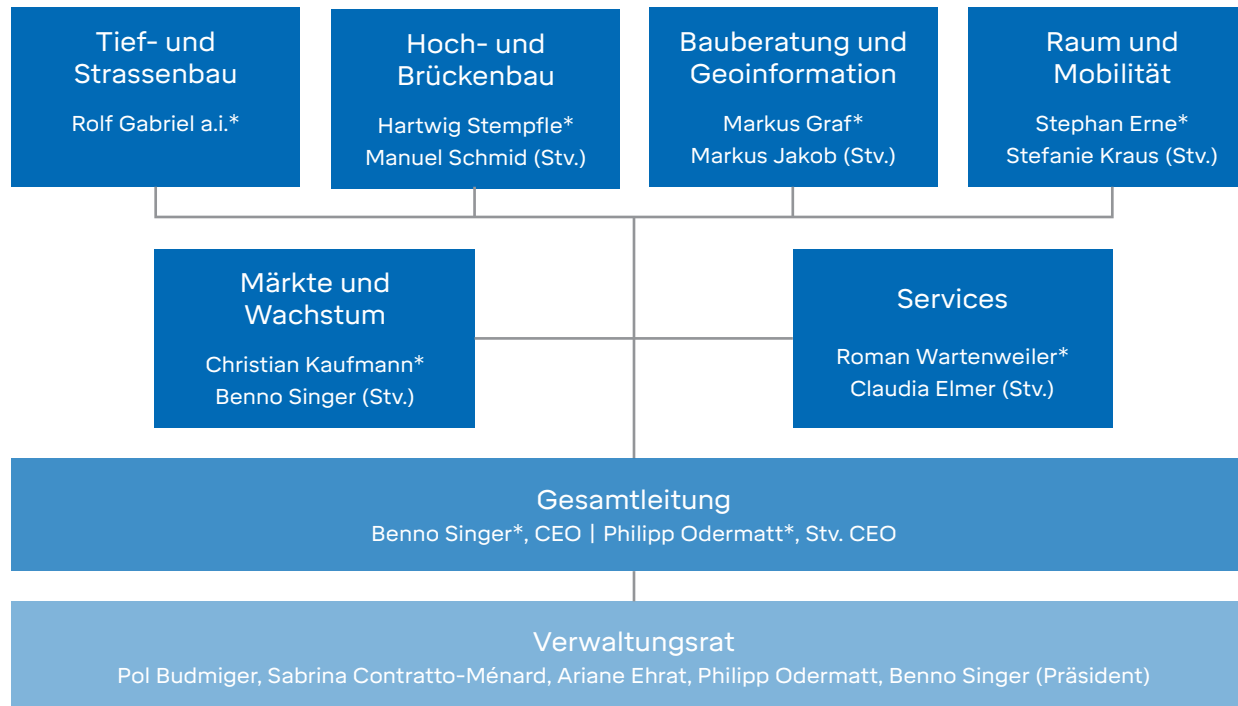 Tief- und
Strassenbau
Rolf Gabriel a.i.*
Hoch- und
Brückenbau
Hartwig Stempfle*
Manuel Schmid (Stv.)
Bauberatung und
Geoinformation
Markus Graf*
Markus Jakob (Stv.)
Raum und
Mobilität
Stephan Erne*
Stefanie Kraus (Stv.)
Märkte und
Wachstum
Christian Kaufmann*
Benno Singer (Stv.)
Services
Roman Wartenweiler*
Claudia Elmer (Stv.)
Gesamtleitung
Benno Singer*, CEO | Philipp Odermatt*, Stv. CEO
Verwaltungsrat
Pol Budmiger, Sabrina Contratto-Ménard, Ariane Ehrat, Philipp Odermatt, Benno Singer (Präsident)